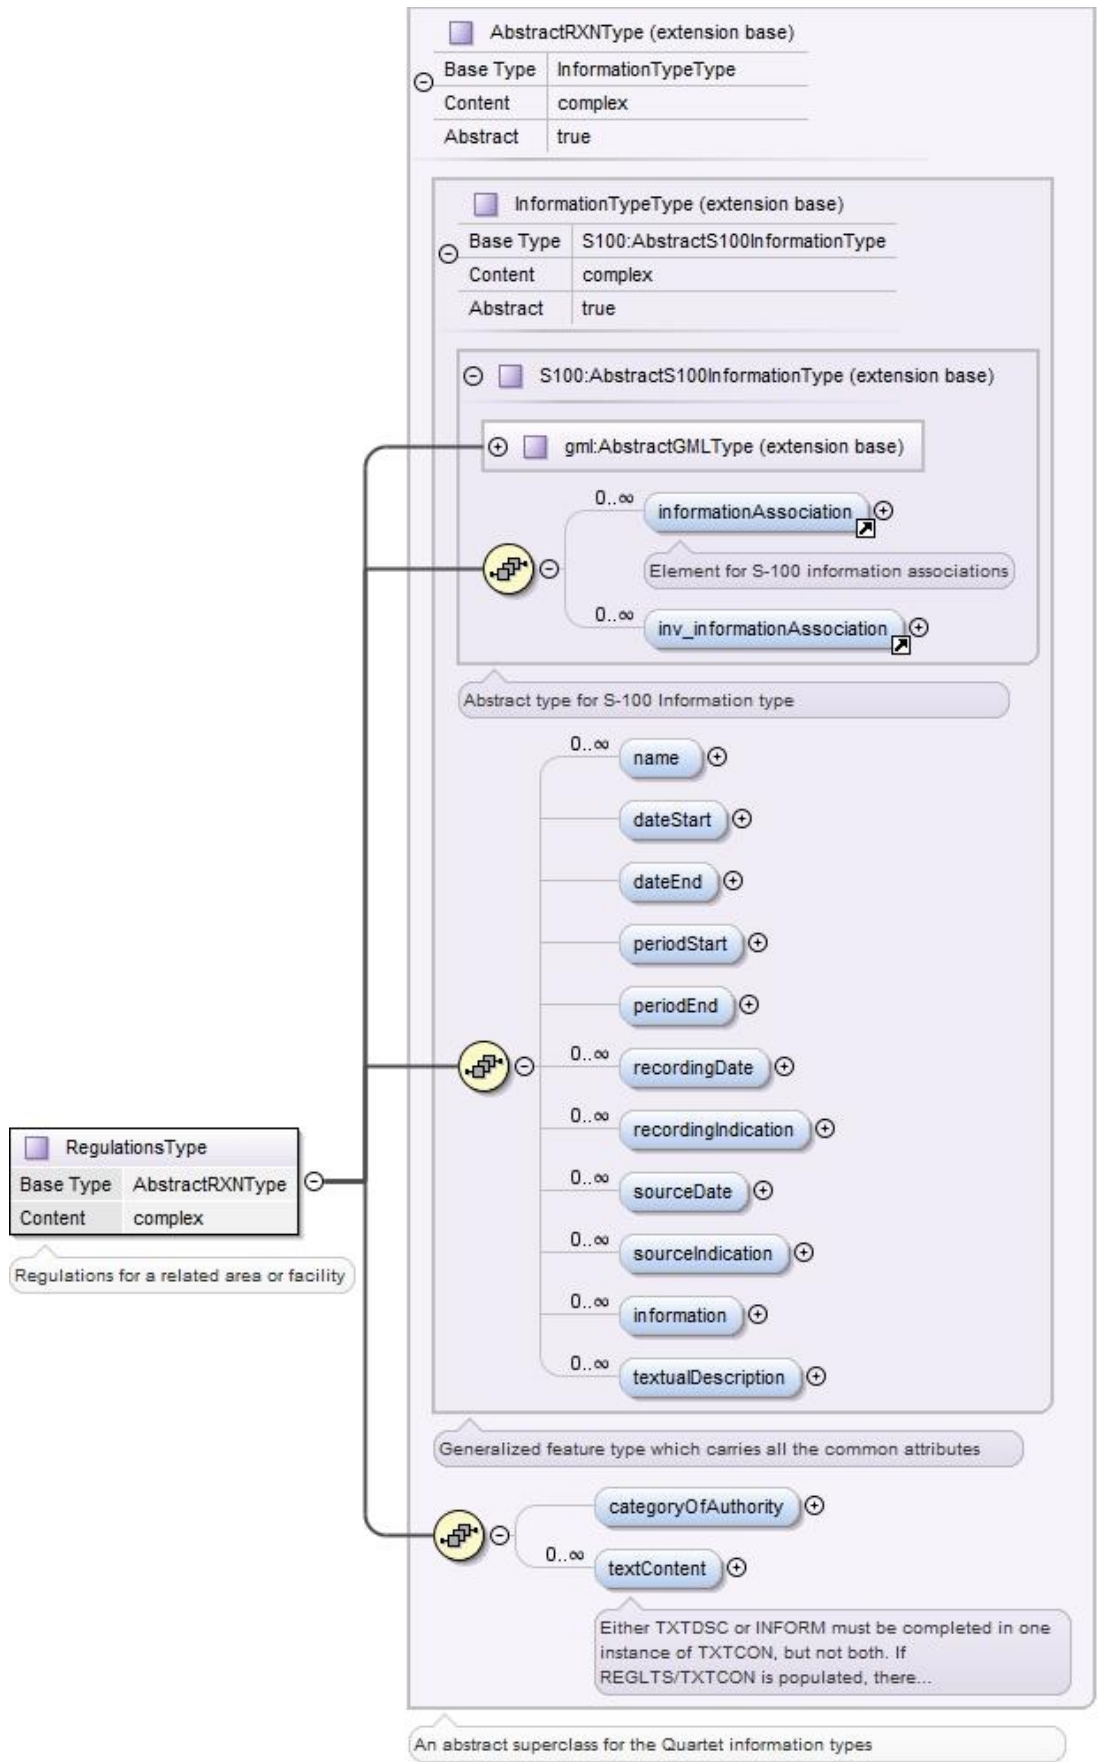 AbstractRXNType (extension base)
Base Type InformationTypeType
Content complex
Abstract true
InformationTypeType (extension base)
Base Type S100:AbstractS100InformationType
Content complex
Abstract true
S100:AbstractS100InformationType (extension base)
gml:AbstractGMLType (extension base)
0..∞
informationAssociation
Element for S-100 information associations
0..∞
inv_informationAssociation
Abstract type for S-100 Information type
0..∞
name
dateStart
dateEnd
periodStart
periodEnd
0..∞
recordingDate
0..∞
recordingIndication
0..∞
sourceDate
0..∞
sourceIndication
0..∞
information
0..∞
textualDescription
RegulationsType
Base Type AbstractRXNType
Content complex
Regulations for a related area or facility
Generalized feature type which carries all the common attributes
categoryOfAuthority
0..∞
textContent
Either TXTDSC or INFORM must be completed in one
instance of TXTCON, but not both. If
REGLTS/TXTCON is populated, there...
An abstract superclass for the Quartet information types